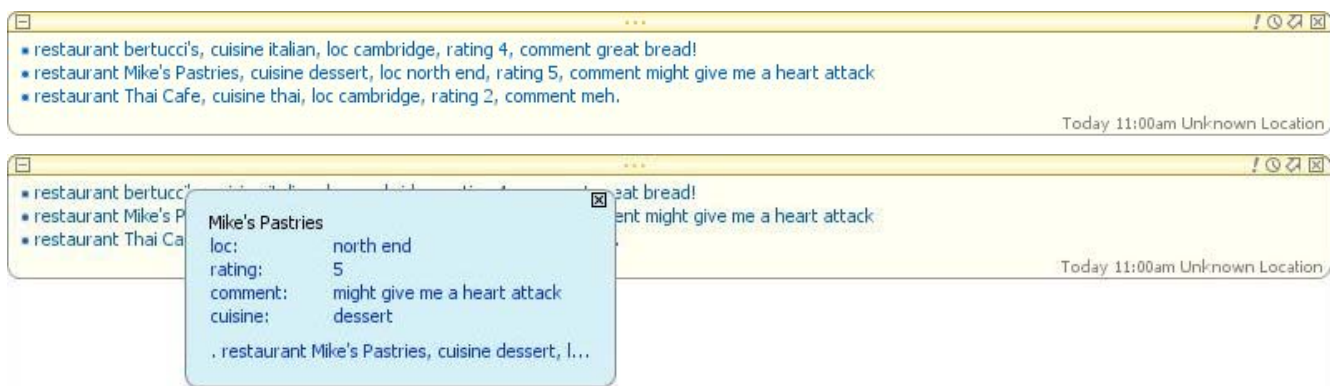 ...
• restaurant bertucci's, cuisine italian, loc cambridge, rating 4, comment great bread!
• restaurant Mike's Pastries, cuisine dessert, loc north end, rating 5, comment might give me a heart attack
• restaurant Thai Cafe, cuisine thai, loc cambridge, rating 2, comment meh.
Today 11:00am Unknown Location
...
• restaurant bertucc eat bread!
• restaurant Mike's P ent might give me a heart attack
• restaurant Thai Ca
Today 11:00am Unknown Location
Mike's Pastries
loc: north end
rating: 5
comment: might give me a heart attack
cuisine: dessert
. restaurant Mike's Pastries, cuisine dessert, l...